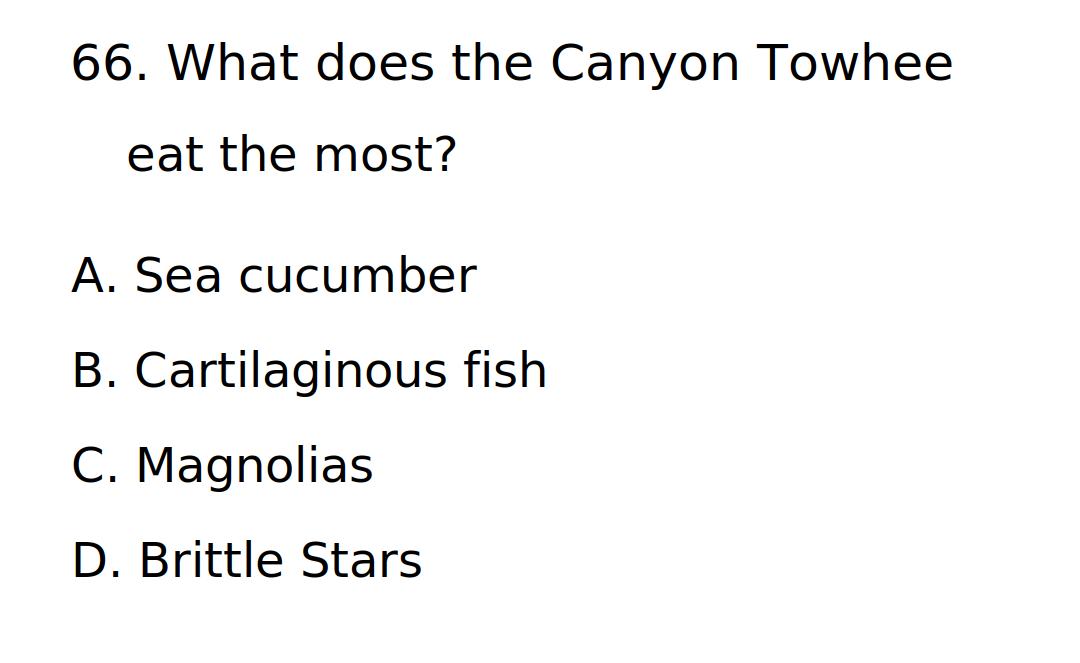 66. What does the Canyon Towhee
eat the most?
A. Sea cucumber
B. Cartilaginous fish
C. Magnolias
D. Brittle Stars